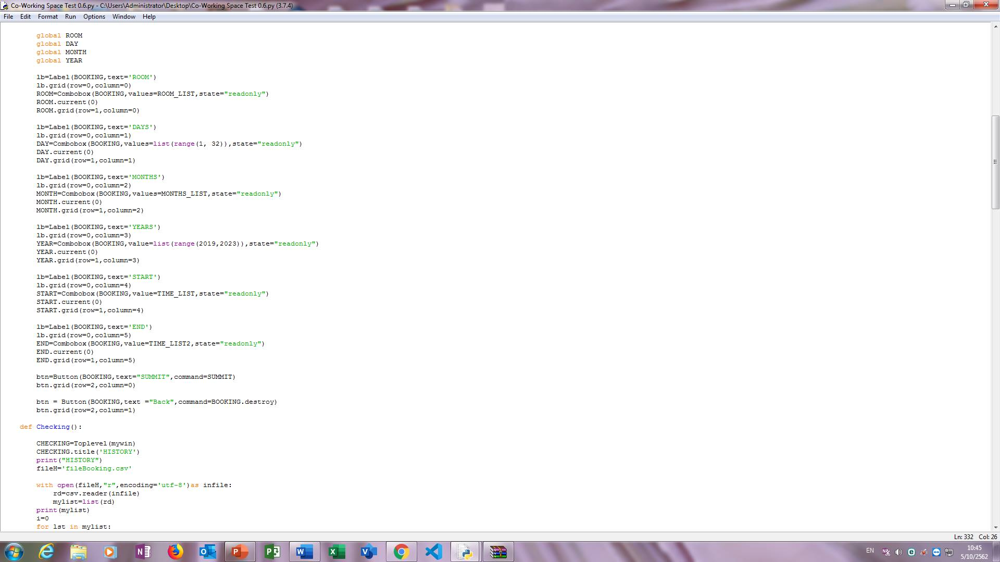 Co-Working Space Test 0.6.py - C:\Users\Administrator\Desktop\Co-Working Space Test 0.6.py (3.7.4)
File Edit Format Run Options Window Help
global ROOM
global DAY
global MONTH
global YEAR
lb=Label(BOOKING,text='ROOM')
lb.grid(row=0,column=0)
ROOM=Combobox(BOOKING,values=ROOM_LIST,state="readonly")
ROOM.current(0)
ROOM.grid(row=1,column=0)
lb=Label(BOOKING,text='DAYS')
lb.grid(row=0,column=1)
DAY=Combobox(BOOKING,values=list(range(1, 32)),state="readonly")
DAY.current(0)
DAY.grid(row=1,column=1)
lb=Label(BOOKING,text='MONTHS')
lb.grid(row=0,column=2)
MONTH=Combobox(BOOKING,values=MONTHS_LIST,state="readonly")
MONTH.current(0)
MONTH.grid(row=1,column=2)
lb=Label(BOOKING,text='YEARS')
lb.grid(row=0,column=3)
YEAR=Combobox(BOOKING,value=list(range(2019,2023)),state="readonly")
YEAR.current(0)
YEAR.grid(row=1,column=3)
lb=Label(BOOKING,text='START')
lb.grid(row=0,column=4)
START=Combobox(BOOKING,value=TIME_LIST,state="readonly")
START.current(0)
START.grid(row=1,column=4)
lb=Label(BOOKING,text='END')
lb.grid(row=0,column=5)
END=Combobox(BOOKING,value=TIME_LIST2,state="readonly")
END.current(0)
END.grid(row=1,column=5)
btn=Button(BOOKING,text="SUMMIT",command=SUMMIT)
btn.grid(row=2,column=0)
btn = Button(BOOKING,text ="Back",command=BOOKING.destroy)
btn.grid(row=2,column=1)
def Checking():
CHECKING=Toplevel(mywin)
CHECKING.title('HISTORY')
print("HISTORY")
fileH='fileBooking.csv'
with open(fileH,"r",encoding='utf-8')as infile:
rd=csv.reader(infile)
mylist=list(rd)
print(mylist)
i=0
for lst in mylist:
Ln: 332 Col: 26
EN
10:45
5/10/2562